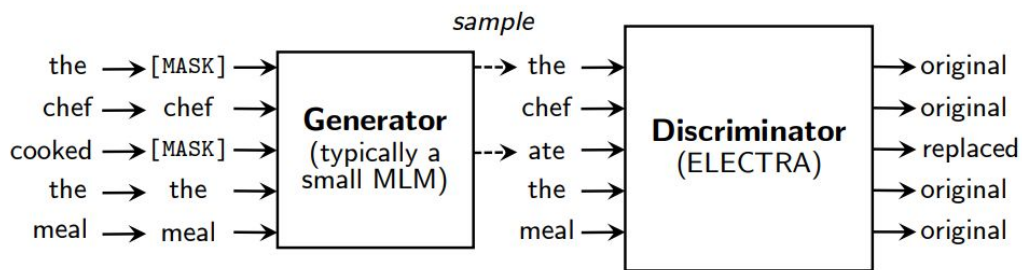 sample
the [MASK] the original
chef chef chef original
cooked [MASK] ate replaced
the the the original
meal meal meal original
Generator
(typically a
small MLM)
Discriminator
(ELECTRA)